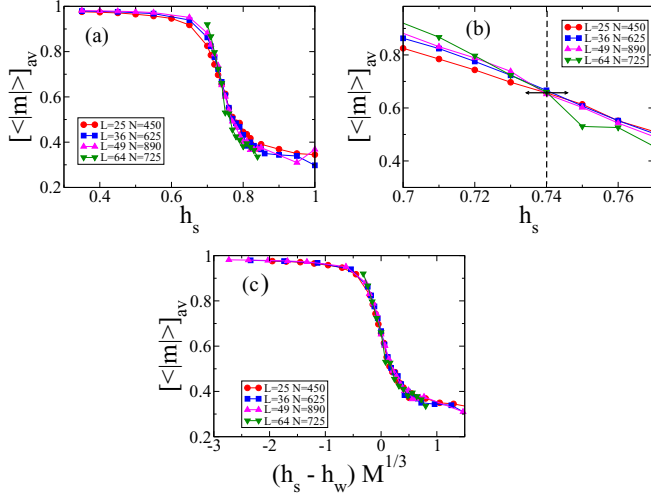 1
0.8
0.6
0.4
0.2
[<|m|>]av
(a)
L=25 N=450
L=36 N=625
L=49 N=890
L=64 N=725
0.4 0.6 0.8 1
hs
0.8
0.6
0.4
[<|m|>]av
(b)
L=25 N=450
L=36 N=625
L=49 N=890
L=64 N=725
0.7 0.72 0.74 0.76
hs
1
0.8
0.6
0.4
0.2
[<|m|>]av
(c)
L=25 N=450
L=36 N=625
L=49 N=890
L=64 N=725
-3 -2 -1 0 1
(hs - hw) M1/3